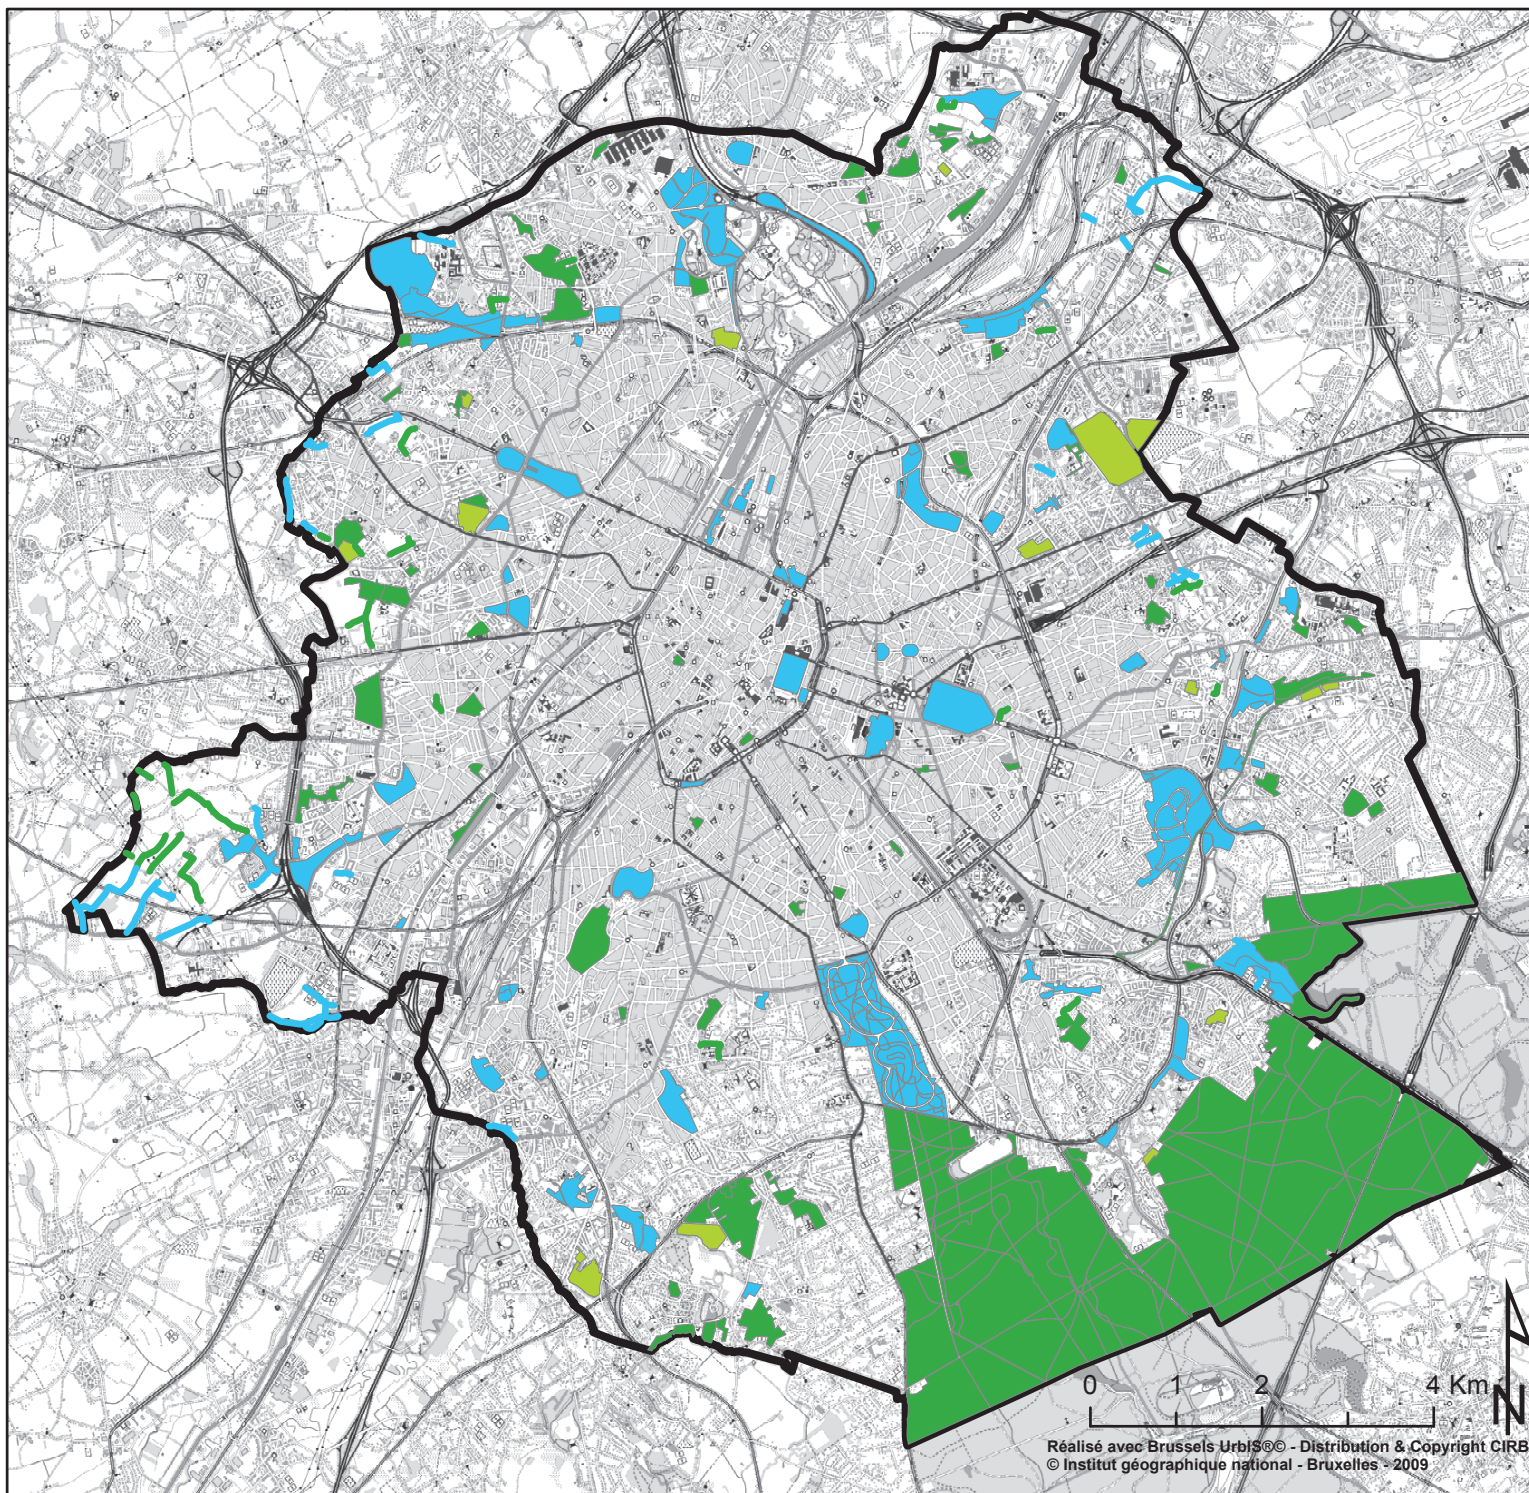 0 1 2 4 Km
N
Réalisé avec Brussels UrbIS®© - Distribution & Copyright CIRB
© Institut géographique national - Bruxelles - 2009